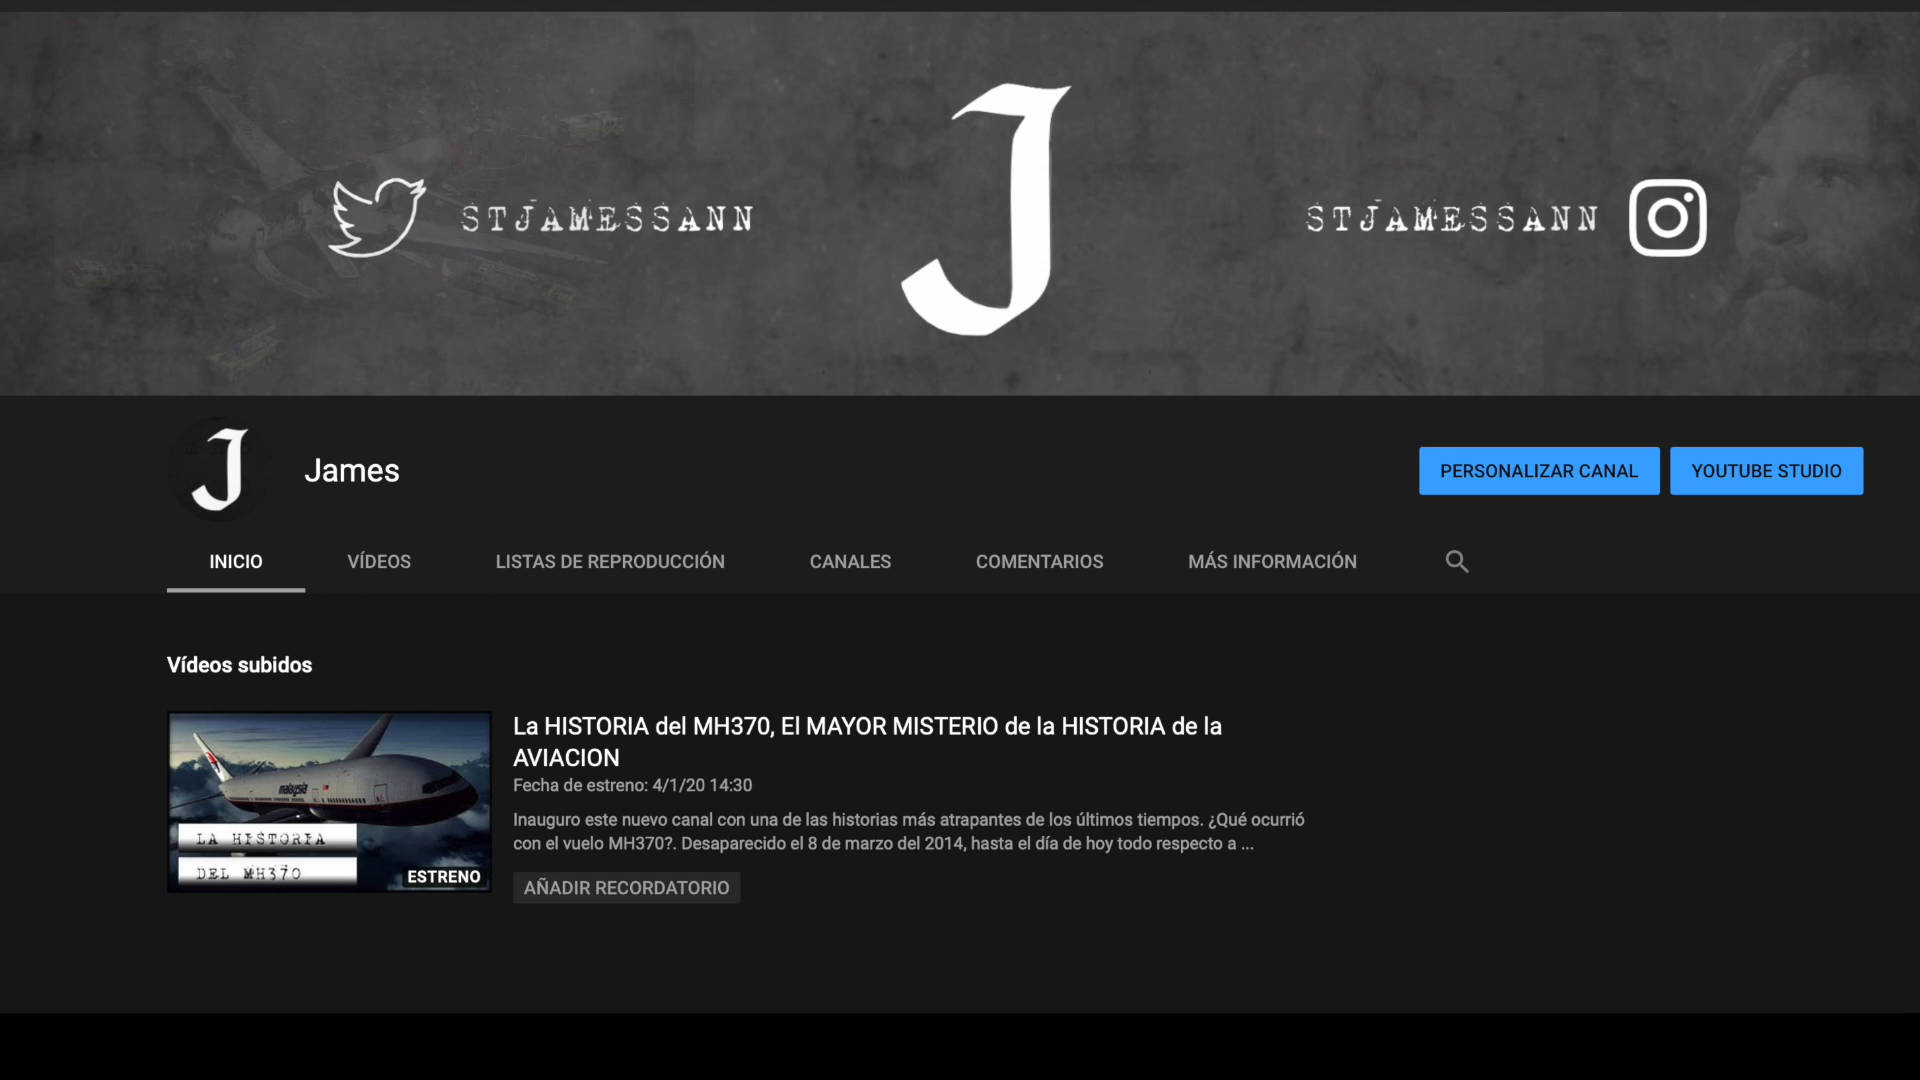 STJAMESSANN
J
STJAMESSANN
J
James
PERSONALIZAR CANAL
YOUTUBE STUDIO
INICIO
VÍDEOS
LISTAS DE REPRODUCCIÓN
CANALES
COMENTARIOS
MÁS INFORMACIÓN
Vídeos subidos
malaysia
LA HISTORIA
DEL MH370
ESTRENO
La HISTORIA del MH370, El MAYOR MISTERIO de la HISTORIA de la
AVIACION
Fecha de estreno: 4/1/20 14:30
Inauguro este nuevo canal con una de las historias más atrapantes de los últimos tiempos. ¿Qué ocurrió
con el vuelo MH370?. Desaparecido el 8 de marzo del 2014, hasta el día de hoy todo respecto a ...
AÑADIR RECORDATORIO